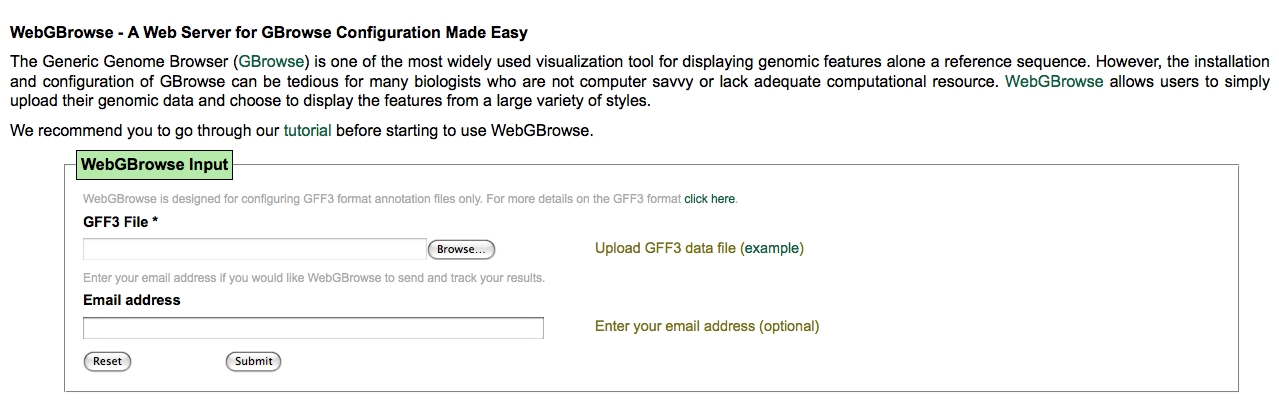 WebGBrowse - A Web Server for GBrowse Configuration Made Easy
The Generic Genome Browser (GBrowse) is one of the most widely used visualization tool for displaying genomic features alone a reference sequence. However, the installation
and configuration of GBrowse can be tedious for many biologists who are not computer savvy or lack adequate computational resource. WebGBrowse allows users to simply
upload their genomic data and choose to display the features from a large variety of styles.
We recommend you to go through our tutorial before starting to use WebGBrowse.
WebGBrowse Input
WebGBrowse is designed for configuring GFF3 format annotation files only. For more details on the GFF3 format click here.
GFF3 File *
Browse... Upload GFF3 data file (example)
Enter your email address if you would like WebGBrowse to send and track your results.
Email address
Enter your email address (optional)
Reset Submit